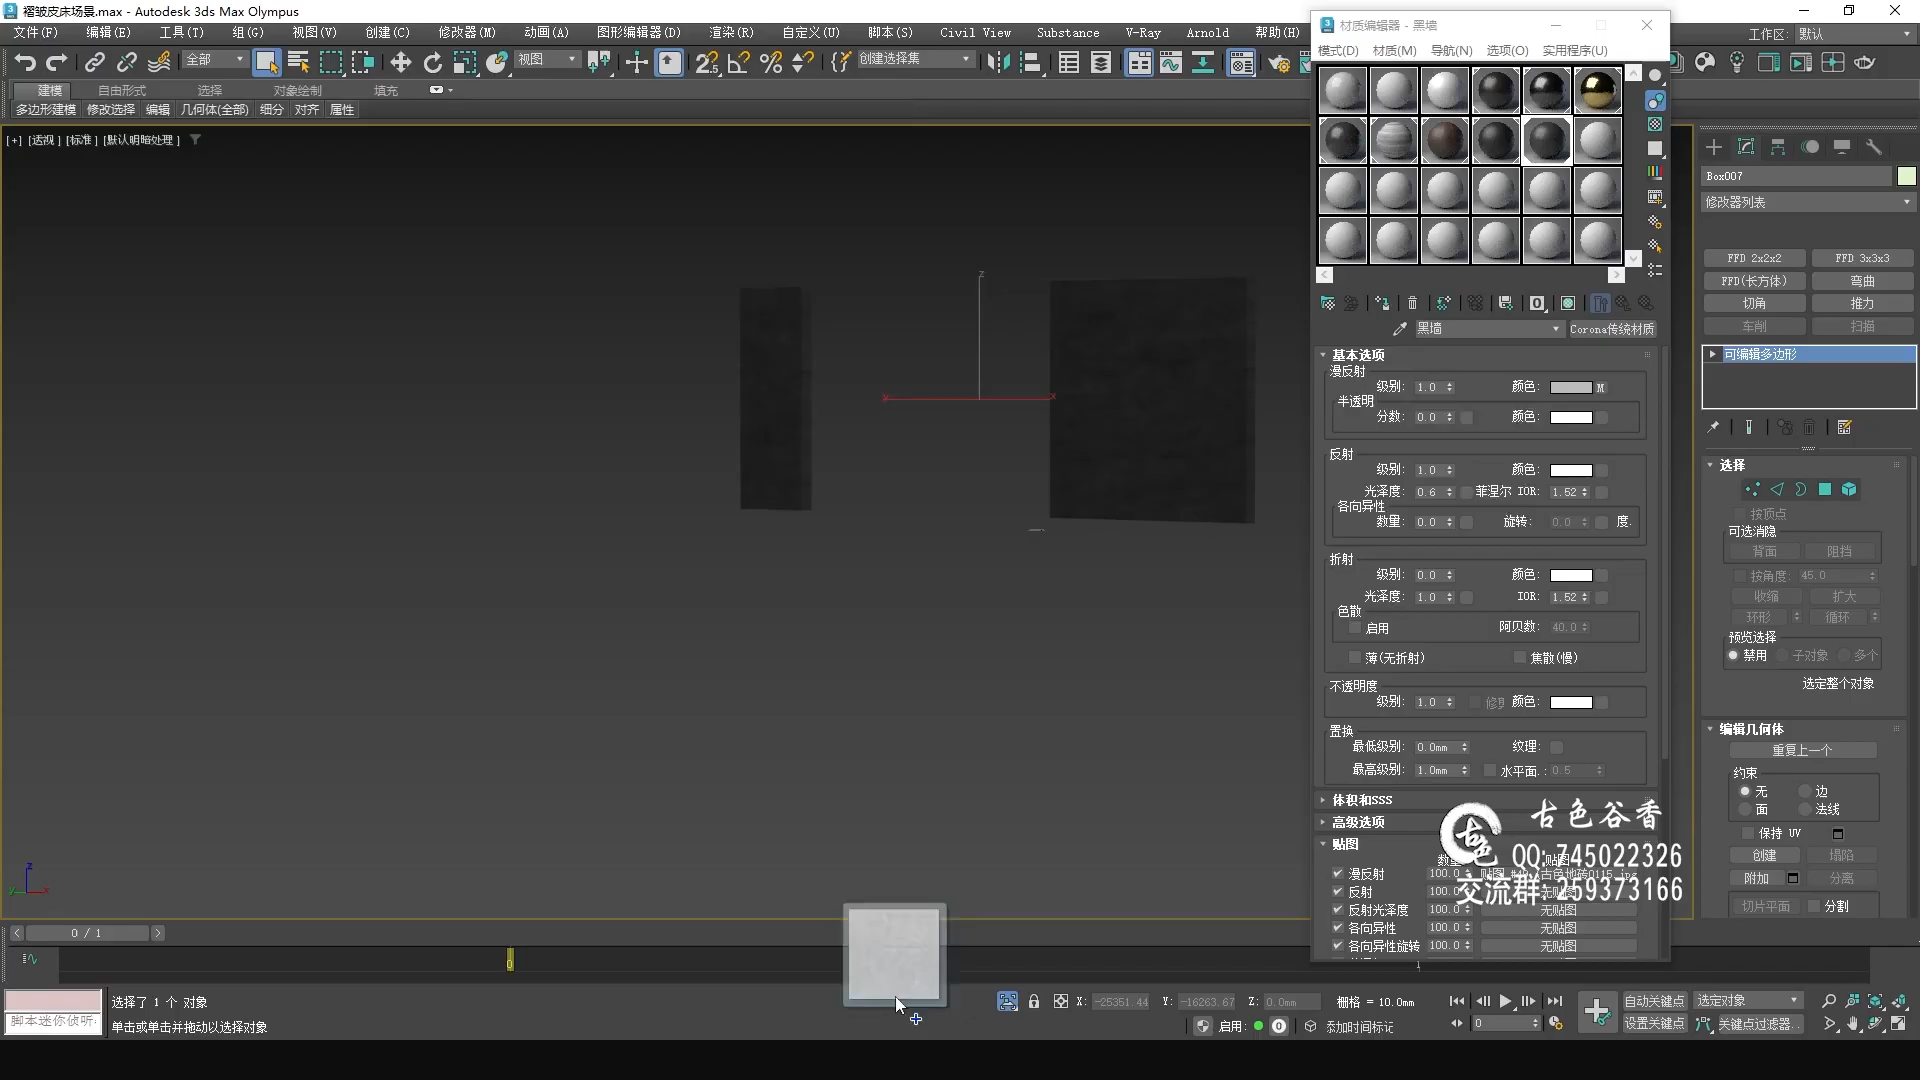 褶皱皮床场景.max - Autodesk 3ds Max Olympus
文件(F) 编辑(E) 工具(T) 组(G) 视图(V) 创建(C) 修改器(M) 动画(A) 图形编辑器(D) 渲染(R) 自定义(U) 脚本(S) Civil View Substance V-Ray Arnold 帮助(H)
工作区: 默认
全部 视图 创建选择集
建模 自由形式 选择 对象绘制 填充
多边形建模 修改选择 编辑 几何体(全部) 细分 对齐 属性
[+] [透视] [标准] [默认明暗处理]
z
y
x
材质编辑器 - 黑墙
模式(D) 材质(M) 导航(N) 选项(O) 实用程序(U)
黑墙 Corona传统材质
基本选项
漫反射
级别: 1.0 颜色: M
半透明
分数: 0.0 颜色:
反射
级别: 1.0 颜色:
光泽度: 0.6 菲涅尔 IOR: 1.52
各向异性
数量: 0.0 旋转: 0.0 度.
折射
级别: 0.0 颜色:
光泽度: 1.0 IOR: 1.52
色散
启用 阿贝数: 40.0
薄(无折射) 焦散(慢)
不透明度
级别: 1.0 颜色:
置换
最低级别: 0.0mm 纹理:
最高级别: 1.0mm 水平面.: 0.5
体积和SSS
高级选项
贴图
漫反射 100.0
反射 100.0 无贴图
反射光泽度 100.0 无贴图
各向异性 100.0 无贴图
各向异性旋转 100.0 无贴图
古色谷香
古色
QQ:745022326
交流群:259373166
Box007
修改器列表
FFD 2x2x2 FFD 3x3x3
FFD(长方体) 弯曲
切角 推力
车削 扫描
可编辑多边形
选择
按顶点
可选消隐
背面 阻挡
按角度: 45.0
收缩 扩大
环形 循环
预览选择
禁用 子对象 多个
选定整个对象
编辑几何体
重复上一个
约束
无 边
面 法线
保持 UV
创建 塌陷
附加 分离
切片平面 分割
0 / 1
0
1
选择了 1 个 对象
脚本迷你侦听:
单击或单击并拖动以选择对象
X: -25351.44 Y: -16263.67 Z: 0.0mm 栅格 = 10.0mm
启用: 添加时间标记
0
自动关键点 选定对象
设置关键点 关键点过滤器...